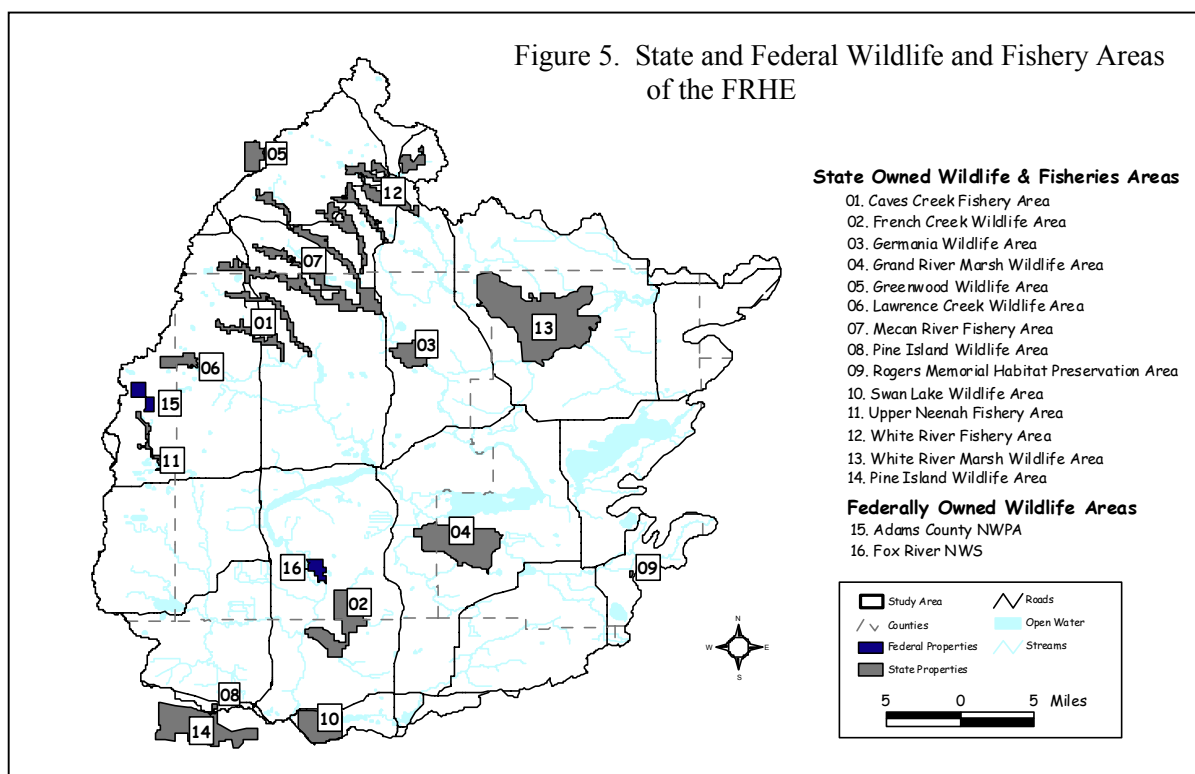 Figure 5. State and Federal Wildlife and Fishery Areas
of the FRHE
05
12
07
01
13
03
06
15
11
04
16
09
02
08
10
14
State Owned Wildlife & Fisheries Areas
01. Caves Creek Fishery Area
02. French Creek Wildlife Area
03. Germania Wildlife Area
04. Grand River Marsh Wildlife Area
05. Greenwood Wildlife Area
06. Lawrence Creek Wildlife Area
07. Mecan River Fishery Area
08. Pine Island Wildlife Area
09. Rogers Memorial Habitat Preservation Area
10. Swan Lake Wildlife Area
11. Upper Neenah Fishery Area
12. White River Fishery Area
13. White River Marsh Wildlife Area
14. Pine Island Wildlife Area
Federally Owned Wildlife Areas
15. Adams County NWPA
16. Fox River NWS
N
W E
S
Study Area
Roads
Counties
Open Water
Federal Properties
Streams
State Properties
5 0 5 Miles